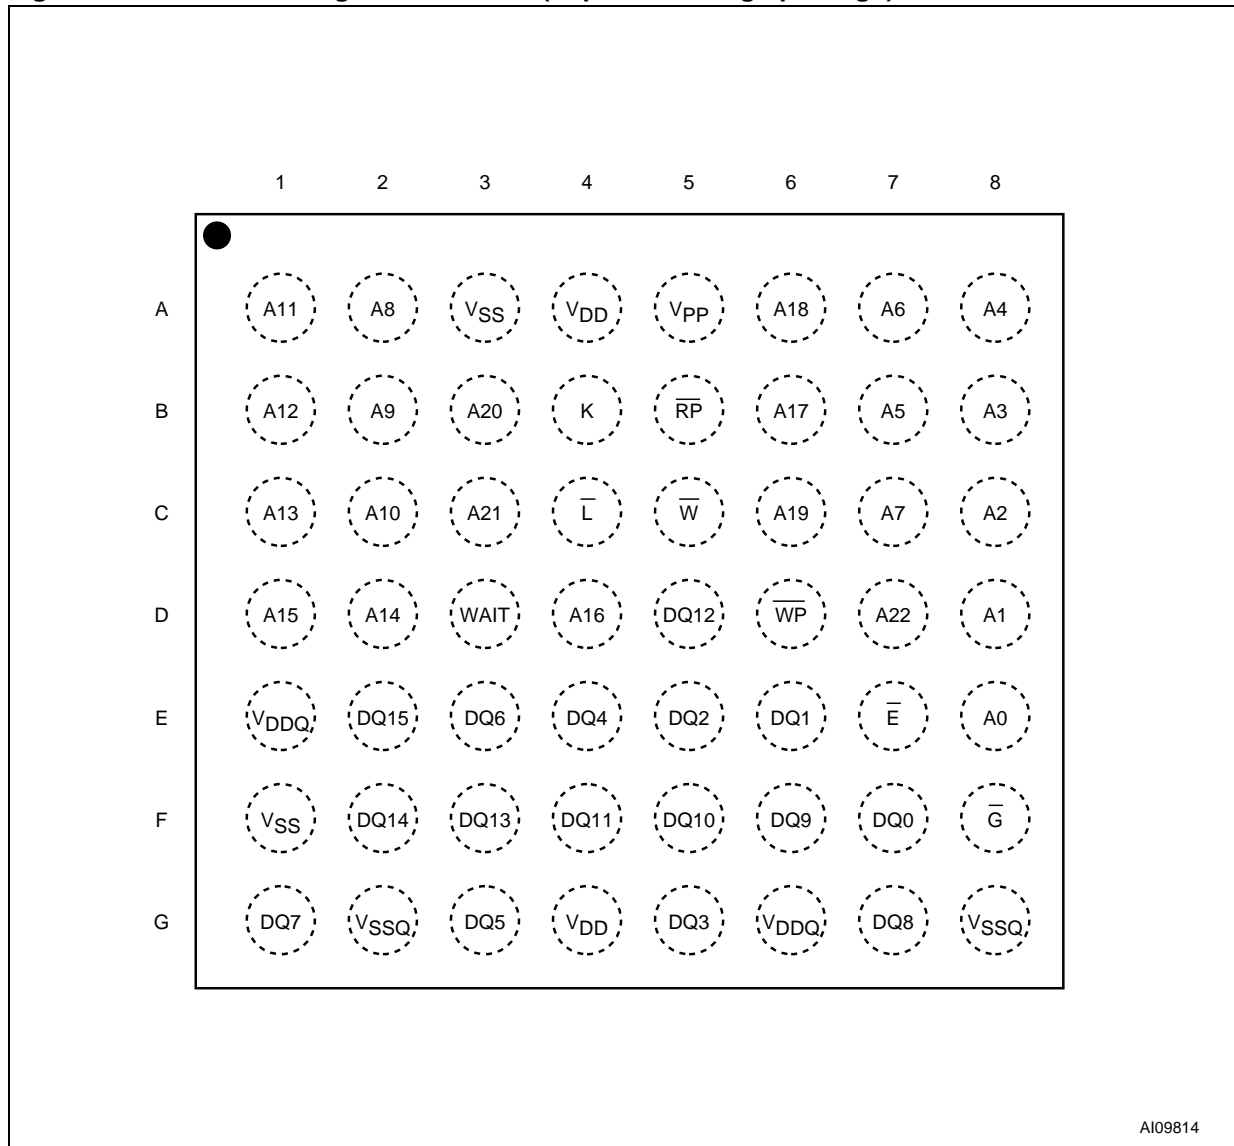 1 2 3 4 5 6 7 8
A A11 A8 VSS VDD VPP A18 A6 A4
B A12 A9 A20 K R̅P̅ A17 A5 A3
C A13 A10 A21 L̅ W̅ A19 A7 A2
D A15 A14 WAIT A16 DQ12 W̅P̅ A22 A1
E VDDQ DQ15 DQ6 DQ4 DQ2 DQ1 E̅ A0
F VSS DQ14 DQ13 DQ11 DQ10 DQ9 DQ0 G̅
G DQ7 VSSQ DQ5 VDD DQ3 VDDQ DQ8 VSSQ
AI09814